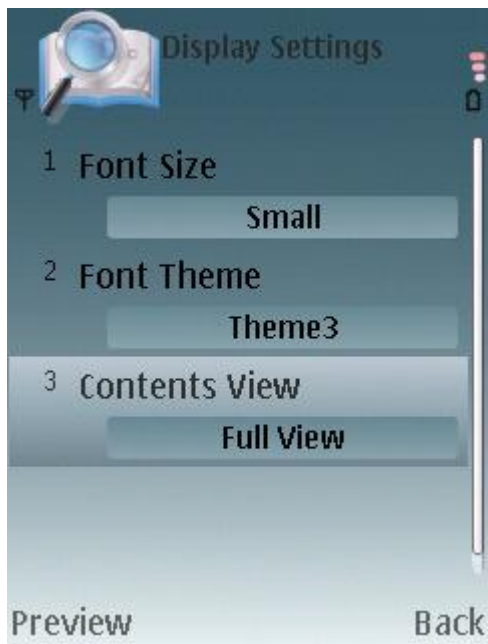 Display Settings
1 Font Size
Small
2 Font Theme
Theme3
3 Contents View
Full View
Preview Back